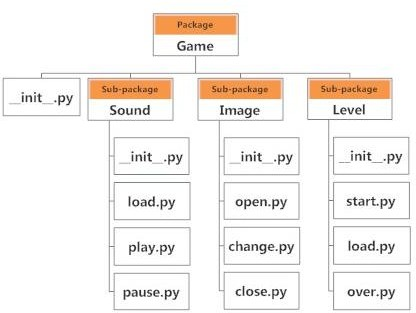 Package
Game
__init__.py
Sub-package
Sound
Sub-package
Image
Sub-package
Level
__init__.py
__init__.py
__init__.py
load.py
open.py
start.py
play.py
change.py
load.py
pause.py
close.py
over.py